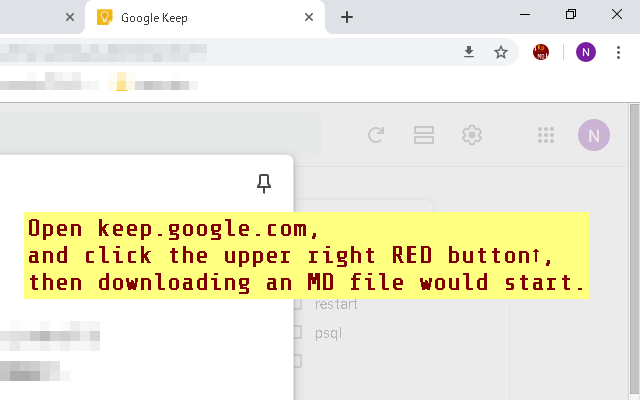 Google Keep
N
N
Open keep.google.com,
and click the upper right RED button↑,
then downloading an MD file would start.
restart
psql